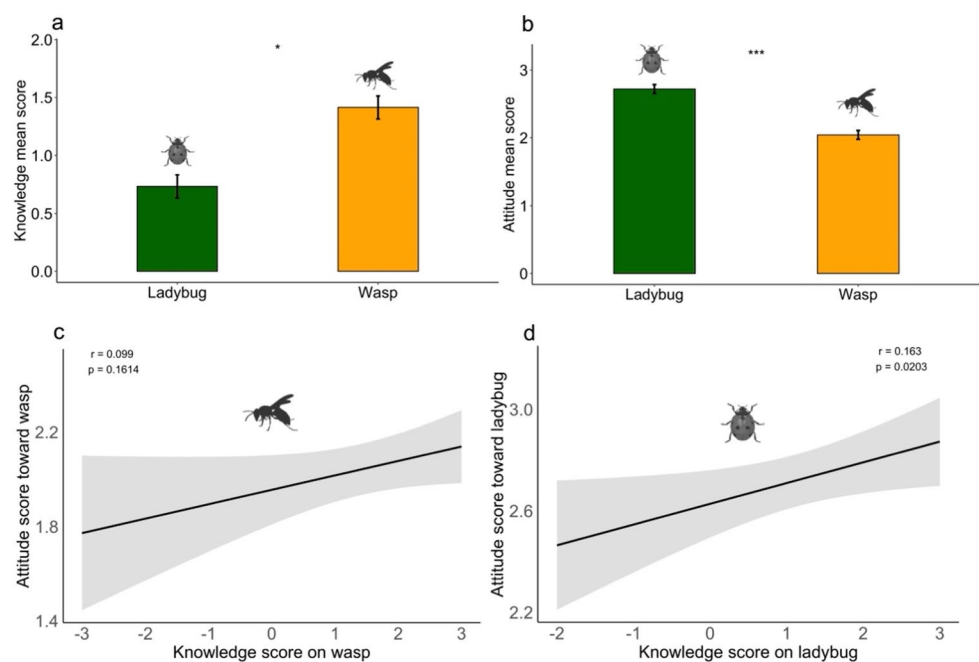 a
Knowledge mean score
2.0
1.5
1.0
0.5
0.0
*
Ladybug
Wasp
b
Attitude mean score
3
2
1
0
***
Ladybug
Wasp
c
r = 0.099
p = 0.1614
Attitude score toward wasp
2.2
1.8
1.4
-3
-2
-1
0
1
2
3
Knowledge score on wasp
d
r = 0.163
p = 0.0203
Attitude score toward ladybug
3.0
2.6
2.2
-2
-1
0
1
2
3
Knowledge score on ladybug